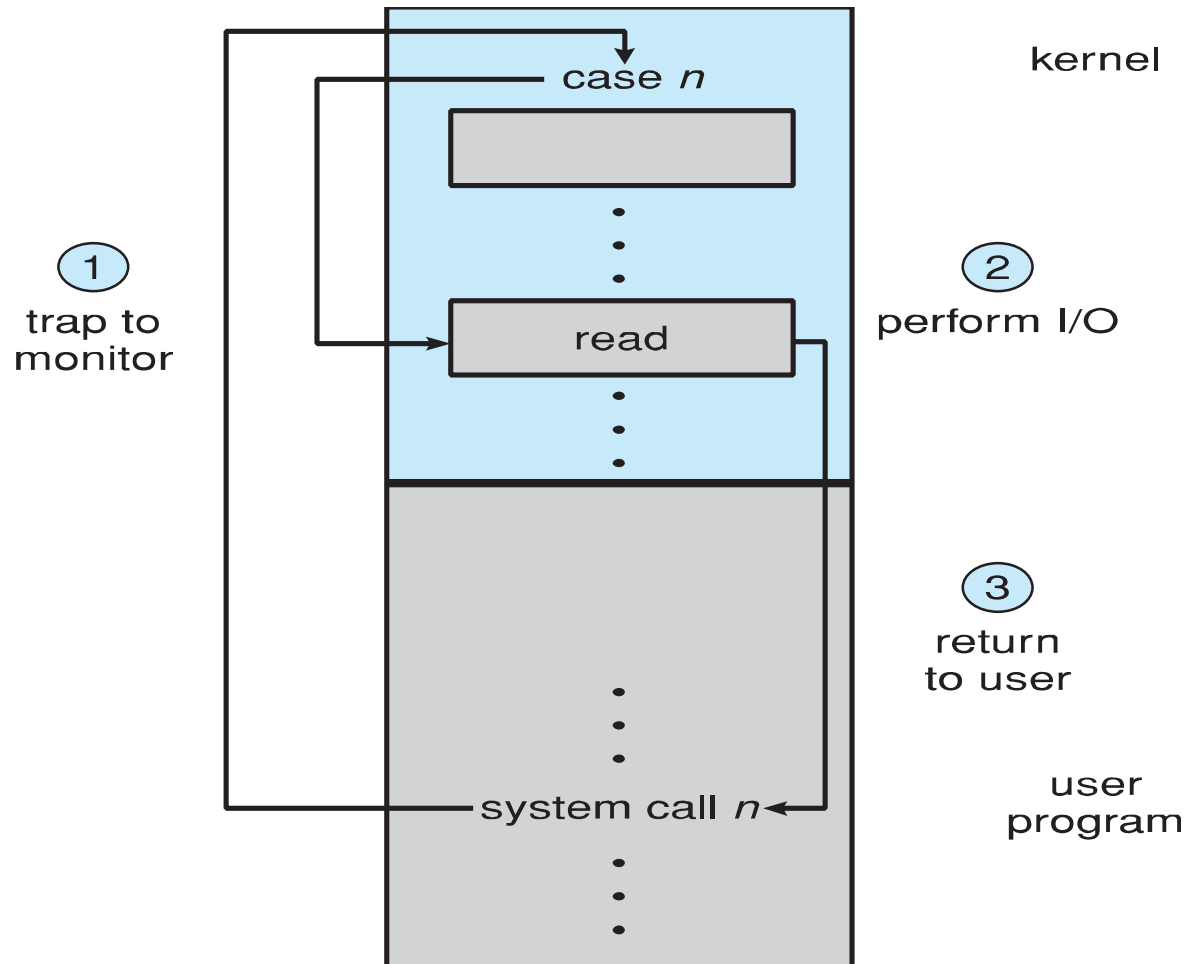 kernel
case n
1
trap to
monitor
2
perform I/O
read
3
return
to user
system call n
user
program